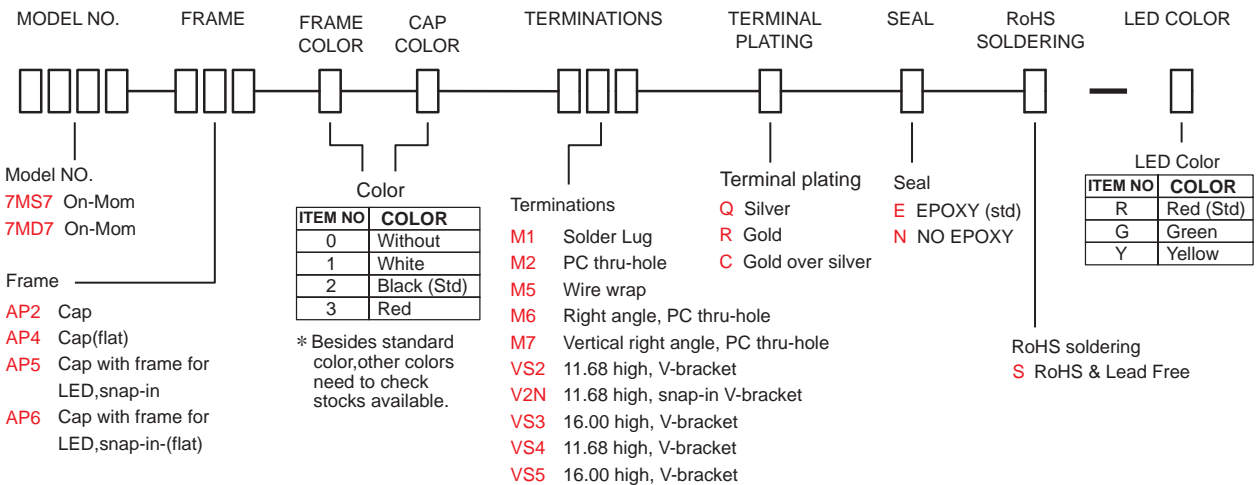 MODEL NO.
FRAME
FRAME
COLOR
CAP
COLOR
TERMINATIONS
TERMINAL
PLATING
SEAL
RoHS
SOLDERING
LED COLOR
Model NO.
7MS7 On-Mom
7MD7 On-Mom
Frame
AP2 Cap
AP4 Cap(flat)
AP5 Cap with frame for
LED,snap-in
AP6 Cap with frame for
LED,snap-in-(flat)
Color
ITEM NO COLOR
0 Without
1 White
2 Black (Std)
3 Red
* Besides standard
color,other colors
need to check
stocks available.
Terminations
M1 Solder Lug
M2 PC thru-hole
M5 Wire wrap
M6 Right angle, PC thru-hole
M7 Vertical right angle, PC thru-hole
VS2 11.68 high, V-bracket
V2N 11.68 high, snap-in V-bracket
VS3 16.00 high, V-bracket
VS4 11.68 high, V-bracket
VS5 16.00 high, V-bracket
Terminal plating
Q Silver
R Gold
C Gold over silver
Seal
E EPOXY (std)
N NO EPOXY
RoHS soldering
S RoHS & Lead Free
LED Color
ITEM NO COLOR
R Red (Std)
G Green
Y Yellow